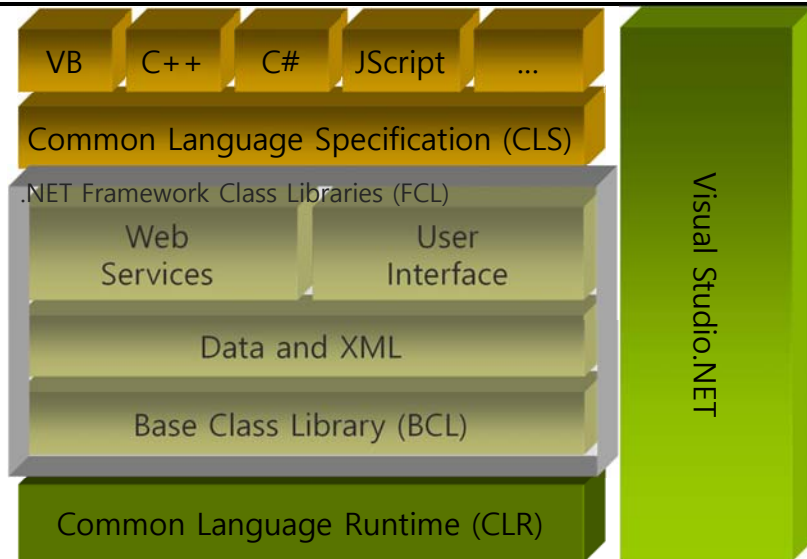 VB C++ C# JScript ...
Common Language Specification (CLS)
.NET Framework Class Libraries (FCL)
Web
Services
User
Interface
Data and XML
Base Class Library (BCL)
Common Language Runtime (CLR)
Visual Studio.NET